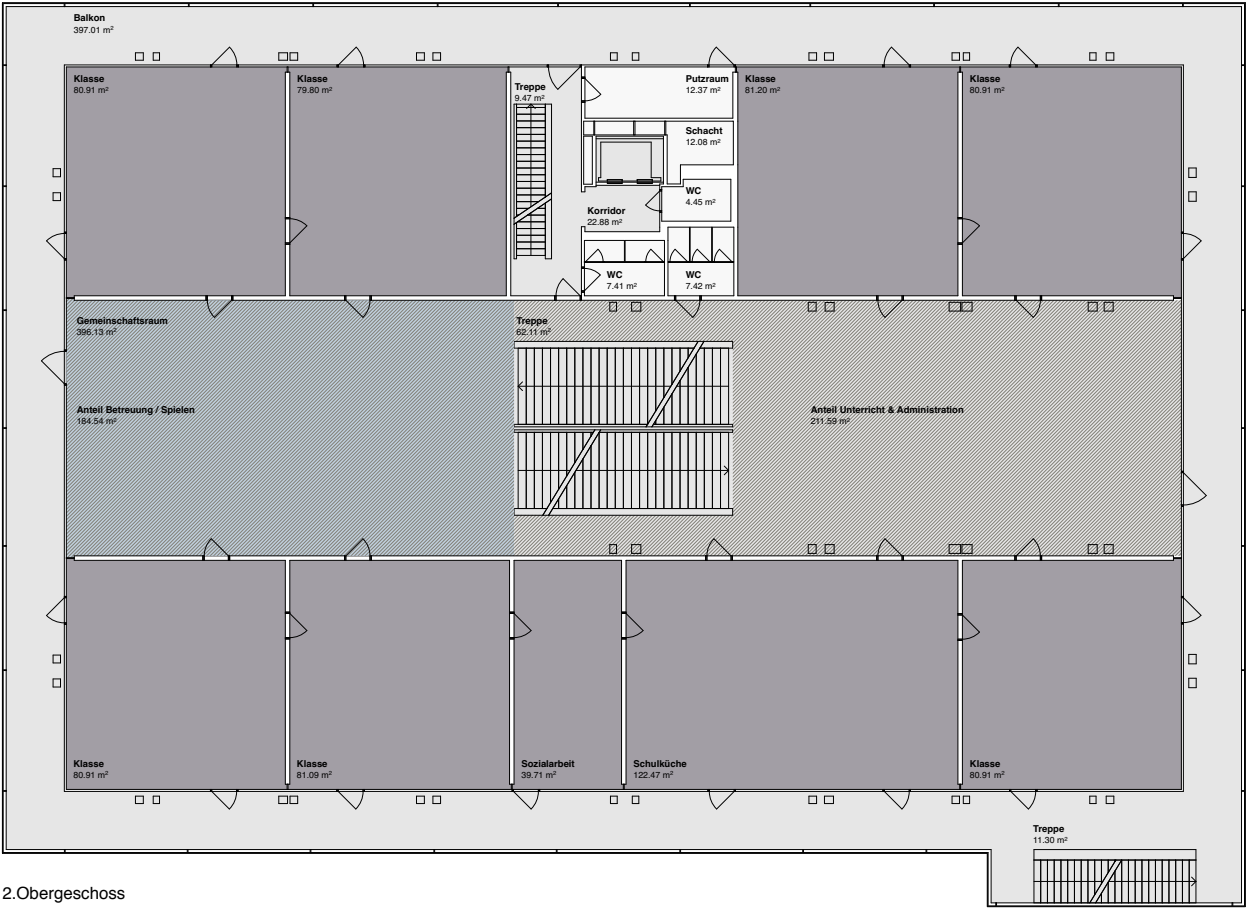 Balkon
397.01 m²
Klasse
80.91 m²
Klasse
79.80 m²
Treppe
9.47 m²
Putzraum
12.37 m²
Klasse
81.20 m²
Klasse
80.91 m²
Schacht
12.08 m²
WC
4.45 m²
Korridor
22.88 m²
WC
7.41 m²
WC
7.42 m²
Gemeinschaftsraum
396.13 m²
Treppe
62.11 m²
Anteil Betreuung / Spielen
184.54 m²
Anteil Unterricht & Administration
211.59 m²
Klasse
80.91 m²
Klasse
81.09 m²
Sozialarbeit
39.71 m²
Schulküche
122.47 m²
Klasse
80.91 m²
Treppe
11.30 m²
2.Obergeschoss